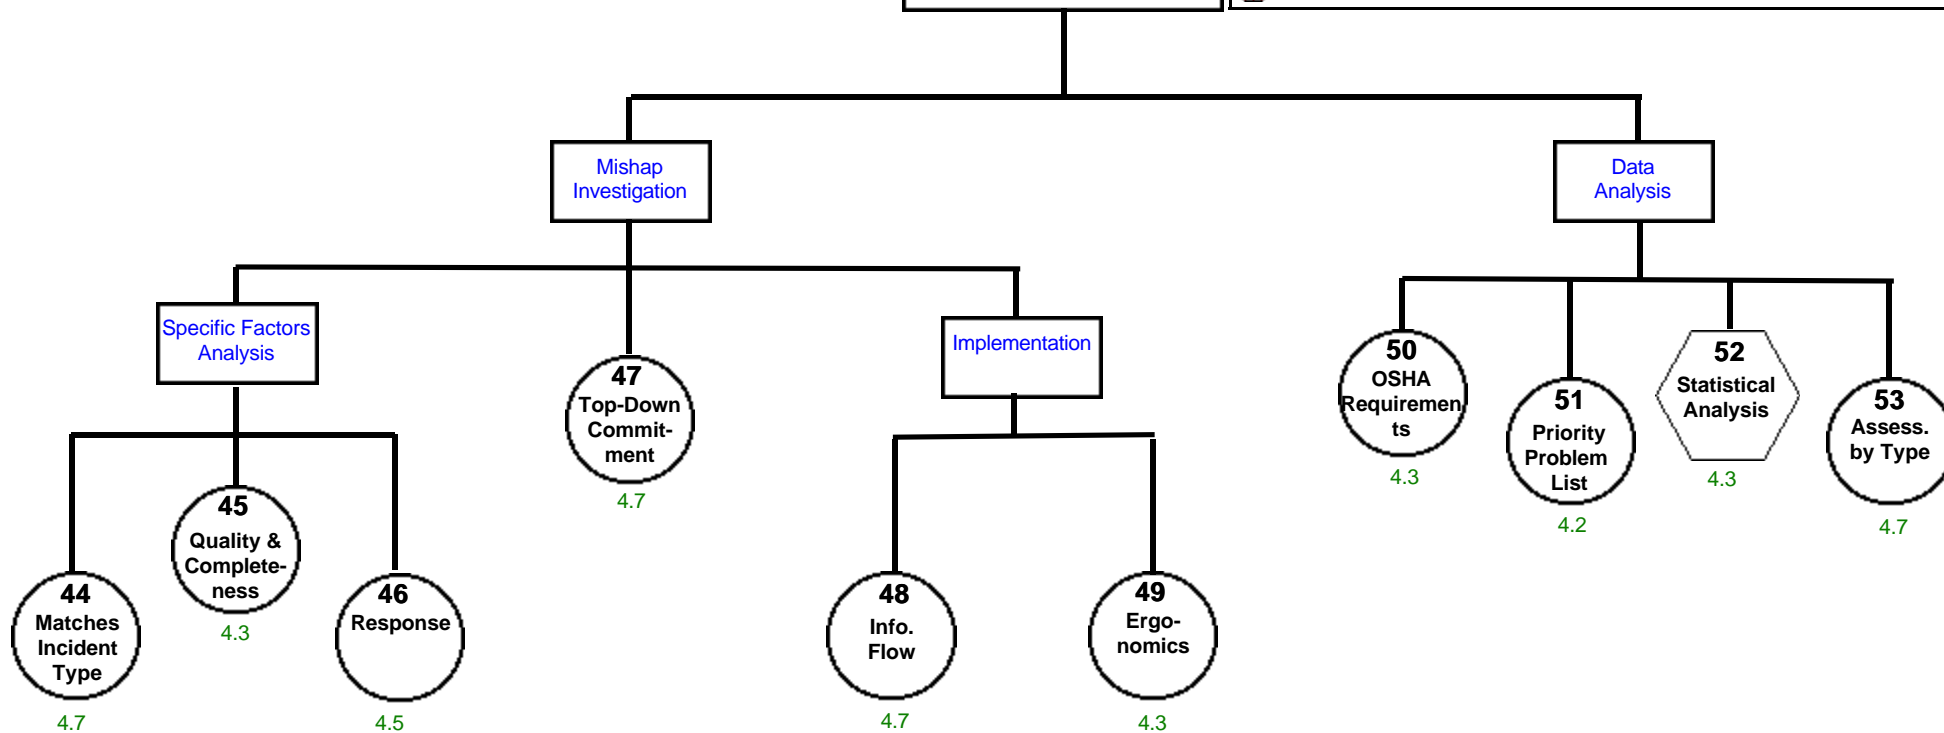 Mishap
Investigation
Data
Analysis
Specific Factors
Analysis
Implementation
47
Top-Down
Commit-
ment
4.7
50
OSHA
Requiremen
ts
4.3
51
Priority
Problem
List
4.2
52
Statistical
Analysis
4.3
53
Assess.
by Type
4.7
44
Matches
Incident
Type
4.7
45
Quality &
Complete-
ness
4.3
46
Response
4.5
48
Info.
Flow
4.7
49
Ergo-
nomics
4.3